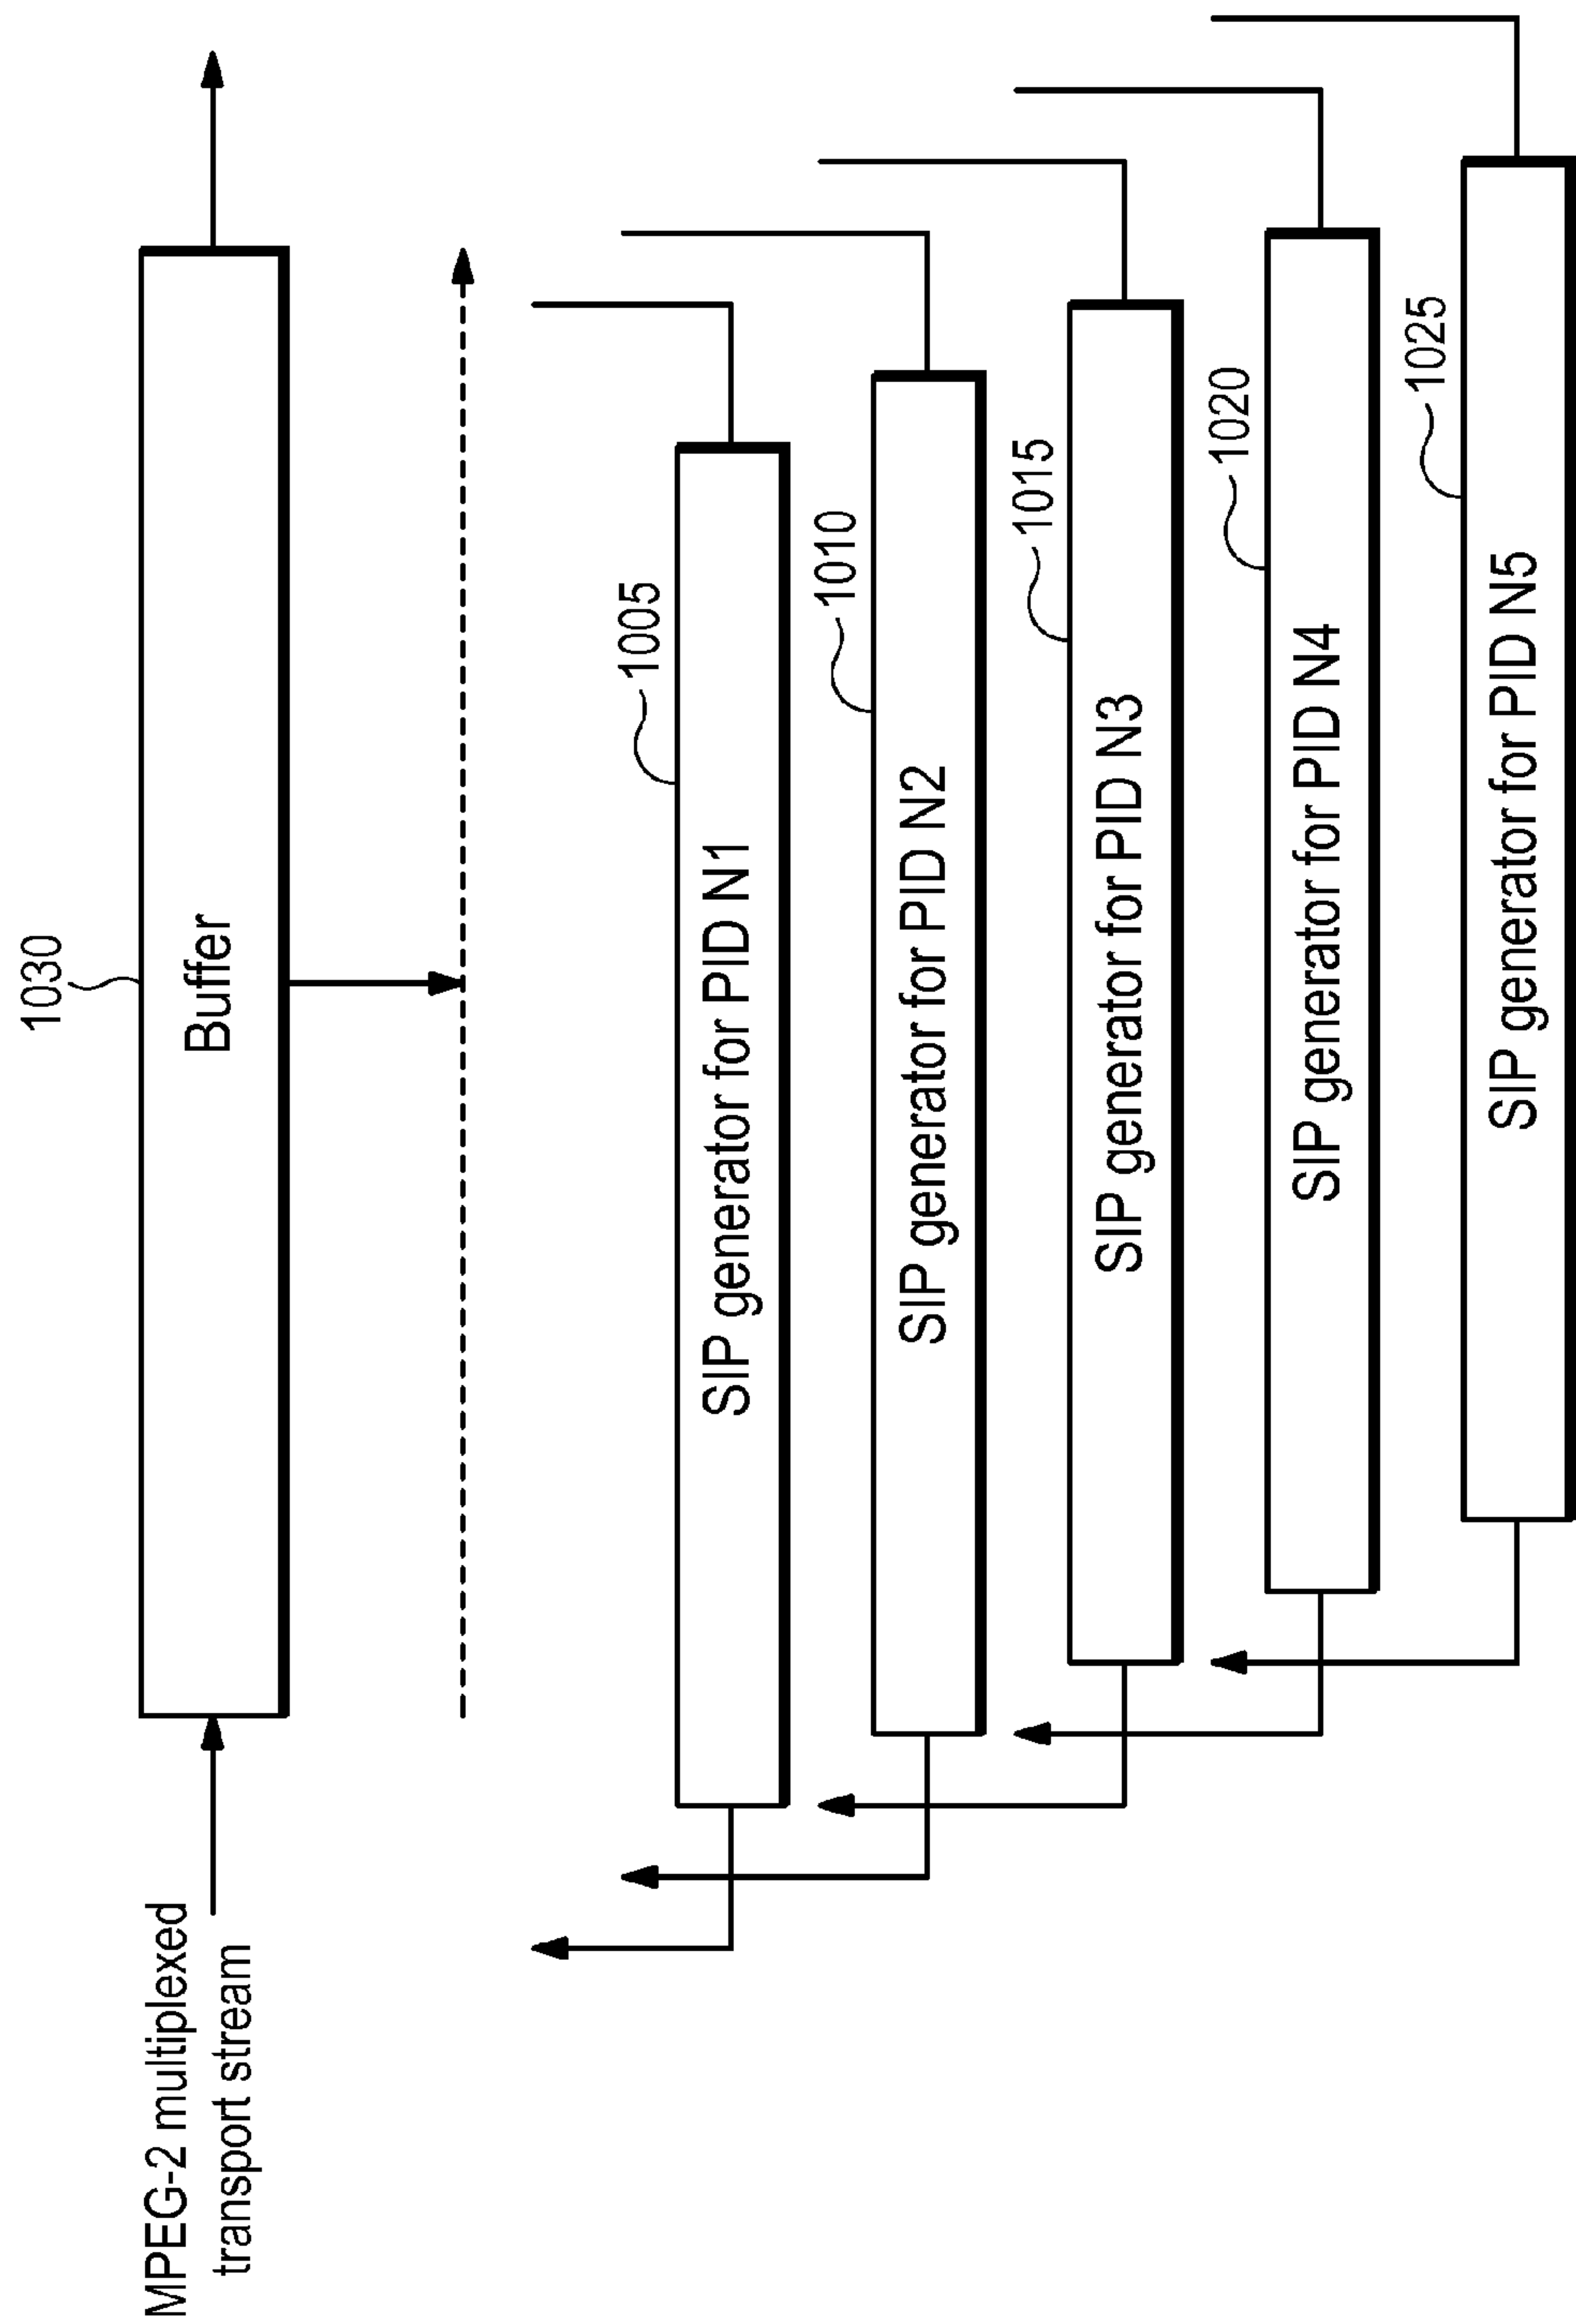 1030
MPEG-2 multiplexed
transport stream
Buffer
1005
SIP generator for PID N1
1010
SIP generator for PID N2
1015
SIP generator for PID N3
1020
SIP generator for PID N4
1025
SIP generator for PID N5